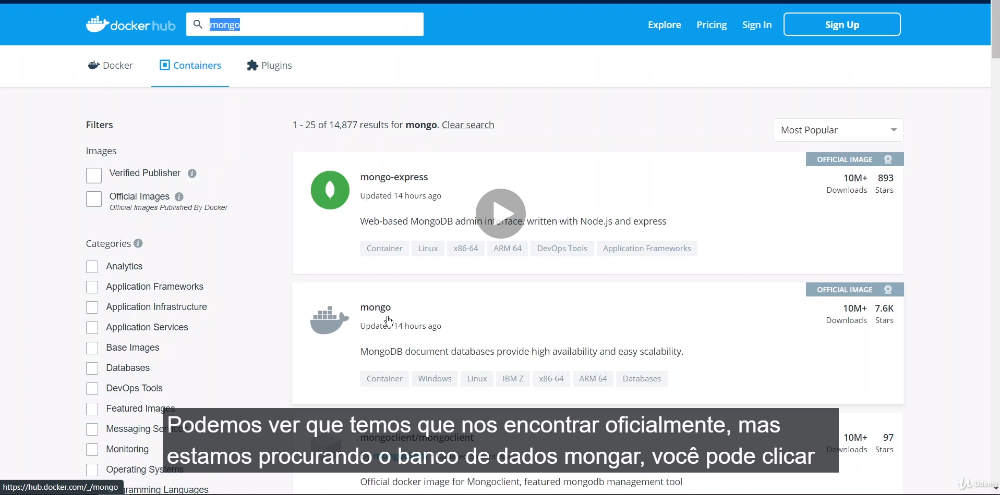 docker hub
mongo
Explore
Pricing
Sign In
Sign Up
Docker
Containers
Plugins
Filters
1 - 25 of 14,877 results for mongo. Clear search
Most Popular
Images
Verified Publisher
Official Images
Official Images Published By Docker
Categories
Analytics
Application Frameworks
Application Infrastructure
Application Services
Base Images
Databases
DevOps Tools
Featured Images
Messaging Se
Monitoring
Operating Systems
gramming Languages
OFFICIAL IMAGE
mongo-express
10M+ 893
Updated 14 hours ago
Downloads Stars
Web-based MongoDB admin interface, written with Node.js and express
Container Linux x86-64 ARM 64 DevOps Tools Application Frameworks
OFFICIAL IMAGE
mongo
10M+ 7.6K
Updated 14 hours ago
Downloads Stars
MongoDB document databases provide high availability and easy scalability.
Container Windows Linux IBM Z x86-64 ARM 64 Databases
mongoclient/mongoclient
10M+ 97
Downloads Stars
Official docker image for Mongoclient, featured mongodb management tool
Podemos ver que temos que nos encontrar oficialmente, mas
estamos procurando o banco de dados mongar, você pode clicar
https://hub.docker.com/_/mongo
Udemy